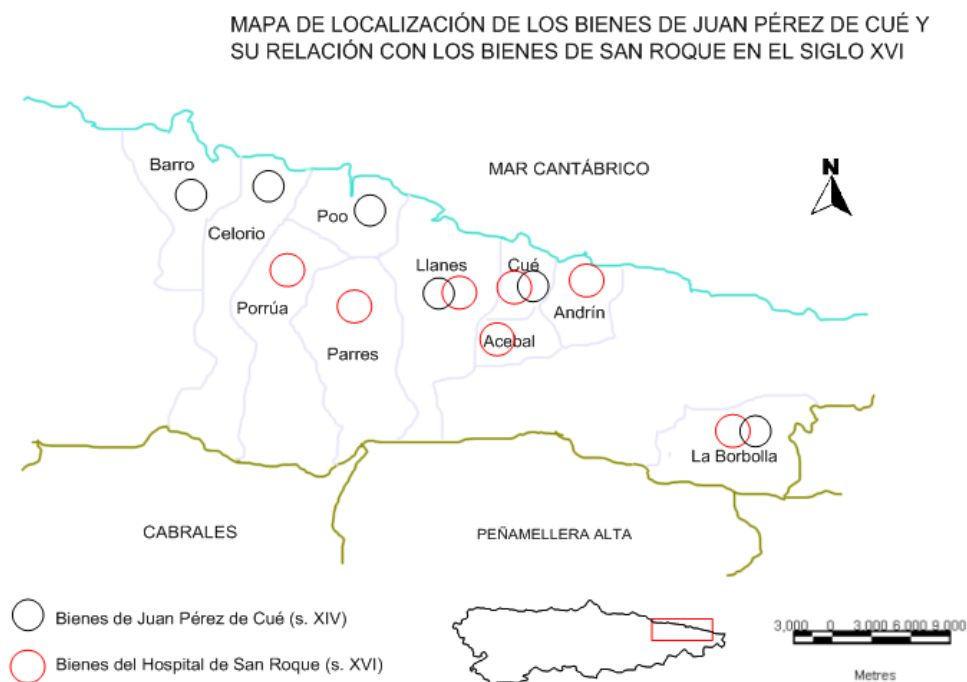 MAPA DE LOCALIZACIÓN DE LOS BIENES DE JUAN PÉREZ DE CUÉ Y
SU RELACIÓN CON LOS BIENES DE SAN ROQUE EN EL SIGLO XVI
Barro
MAR CANTÁBRICO
N
Celorio
Poo
Llanes
Cué
Porrúa
Andrín
Parres
Acebal
La Borbolla
CABRALES
PEÑAMELLERA ALTA
Bienes de Juan Pérez de Cué (s. XIV)
Bienes del Hospital de San Roque (s. XVI)
3,000 0 3,000 6,000 9,000
Metres